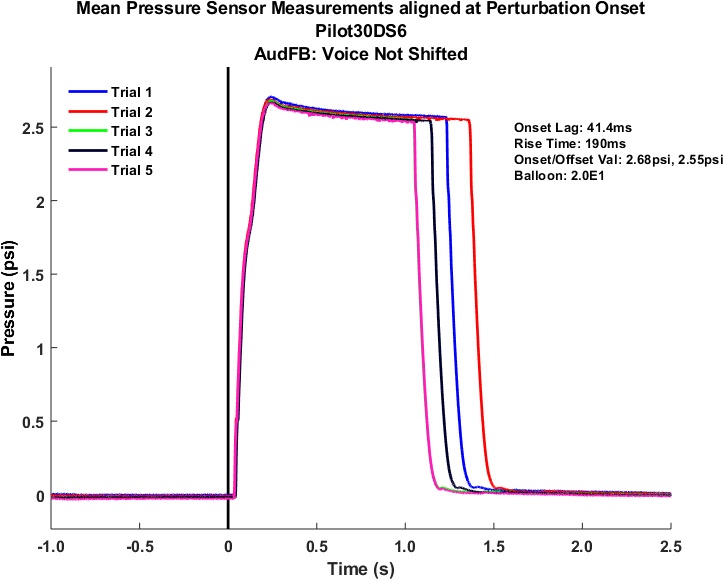 Mean Pressure Sensor Measurements aligned at Perturbation Onset
Pilot30DS6
AudFB: Voice Not Shifted
Trial 1
Trial 2
Trial 3
Trial 4
Trial 5
Onset Lag: 41.4ms
Rise Time: 190ms
Onset/Offset Val: 2.68psi, 2.55psi
Balloon: 2.0E1
Pressure (psi)
2.5
2
1.5
1
0.5
0
-1.0 -0.5 0 0.5 1.0 1.5 2.0 2.5
Time (s)